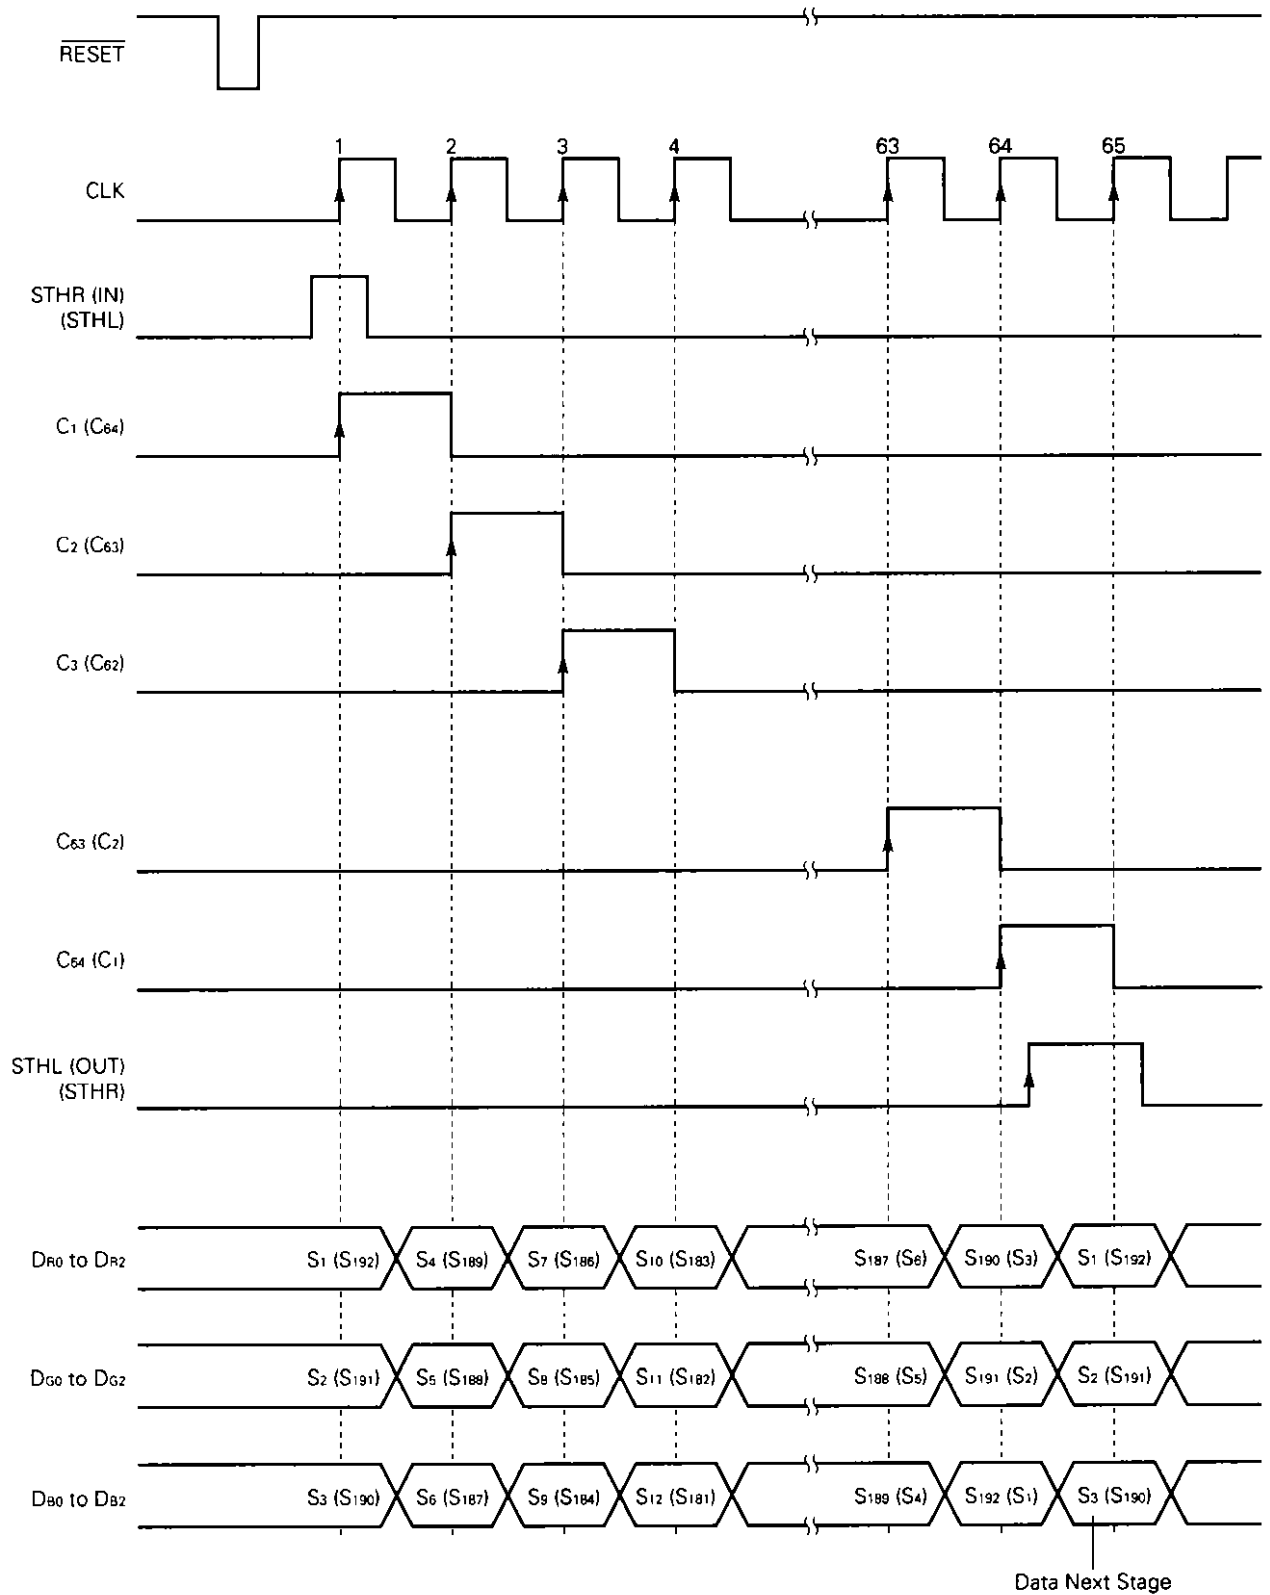 RESET
1 2 3 4 63 64 65
CLK
STHR (IN)
(STHL)
C1 (C64)
C2 (C63)
C3 (C62)
C63 (C2)
C64 (C1)
STHL (OUT)
(STHR)
DR0 to DR2 S1 (S192) S4 (S189) S7 (S186) S10 (S183) S187 (S6) S190 (S3) S1 (S192)
DG0 to DG2 S2 (S191) S5 (S188) S8 (S185) S11 (S182) S188 (S5) S191 (S2) S2 (S191)
DB0 to DB2 S3 (S190) S6 (S187) S9 (S184) S12 (S181) S189 (S4) S192 (S1) S3 (S190)
Data Next Stage